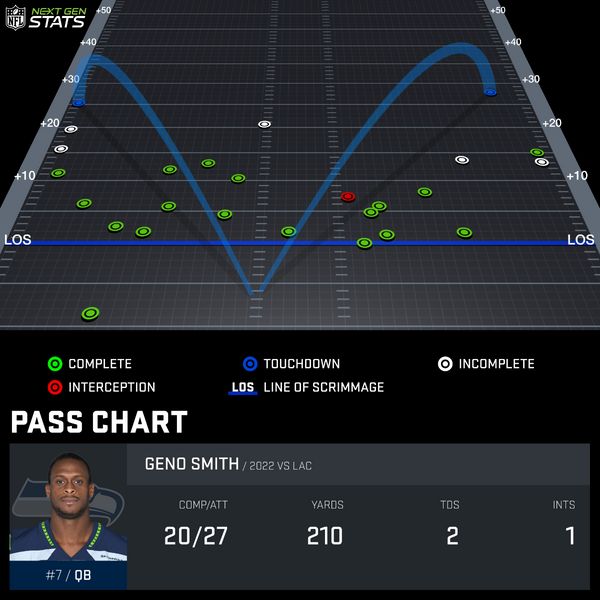 NFL NEXT GEN STATS
+50 +50
+40 +40
+30 +30
+20 +20
+10 +10
LOS LOS
COMPLETE TOUCHDOWN INCOMPLETE
INTERCEPTION LOS LINE OF SCRIMMAGE
PASS CHART
GENO SMITH / 2022 VS LAC
COMP/ATT YARDS TDS INTS
20/27 210 2 1
#7 / QB